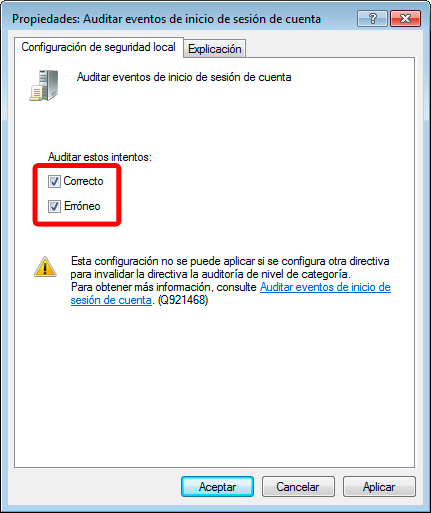 Propiedades: Auditar eventos de inicio de sesión de cuenta
Configuración de seguridad local
Explicación
Auditar eventos de inicio de sesión de cuenta
Auditar estos intentos:
Correcto
Erróneo
Esta configuración no se puede aplicar si se configura otra directiva
para invalidar la directiva la auditoría de nivel de categoría.
Para obtener más información, consulte Auditar eventos de inicio de
sesión de cuenta. (Q921468)
Aceptar
Cancelar
Aplicar